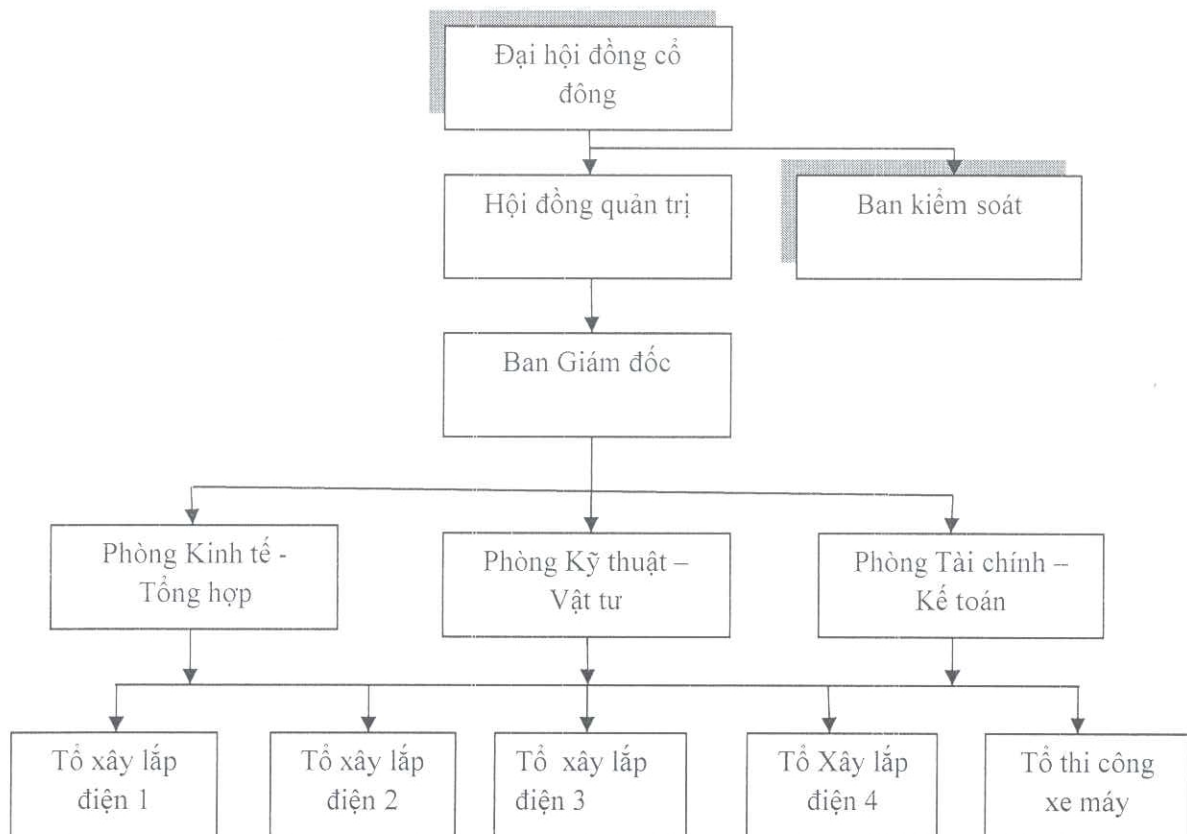 Đại hội đồng cổ
đông
Hội đồng quản trị
Ban kiểm soát
Ban Giám đốc
Phòng Kinh tế -
Tổng hợp
Phòng Kỹ thuật –
Vật tư
Phòng Tài chính –
Kế toán
Tổ xây lắp
điện 1
Tổ xây lắp
điện 2
Tổ xây lắp
điện 3
Tổ Xây lắp
điện 4
Tổ thi công
xe máy